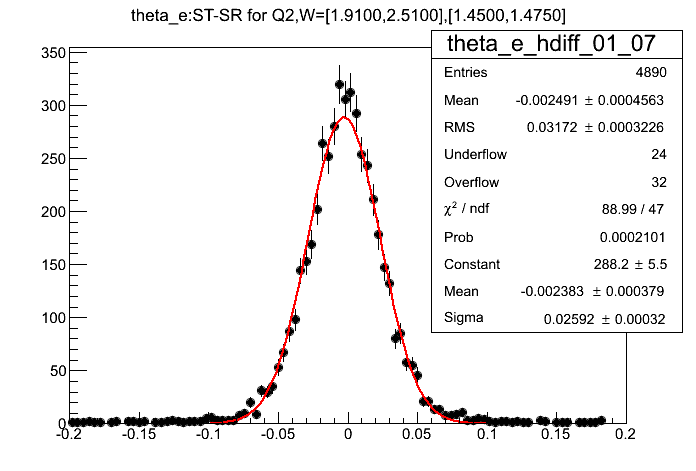 theta_e:ST-SR for Q2,W=[1.9100,2.5100],[1.4500,1.4750]
theta_e_hdiff_01_07
Entries 4890
Mean -0.002491 ± 0.0004563
RMS 0.03172 ± 0.0003226
Underflow 24
Overflow 32
χ² / ndf 88.99 / 47
Prob 0.0002101
Constant 288.2 ± 5.5
Mean -0.002383 ± 0.000379
Sigma 0.02592 ± 0.00032
350
300
250
200
150
100
50
0
-0.2 -0.15 -0.1 -0.05 0 0.05 0.1 0.15 0.2